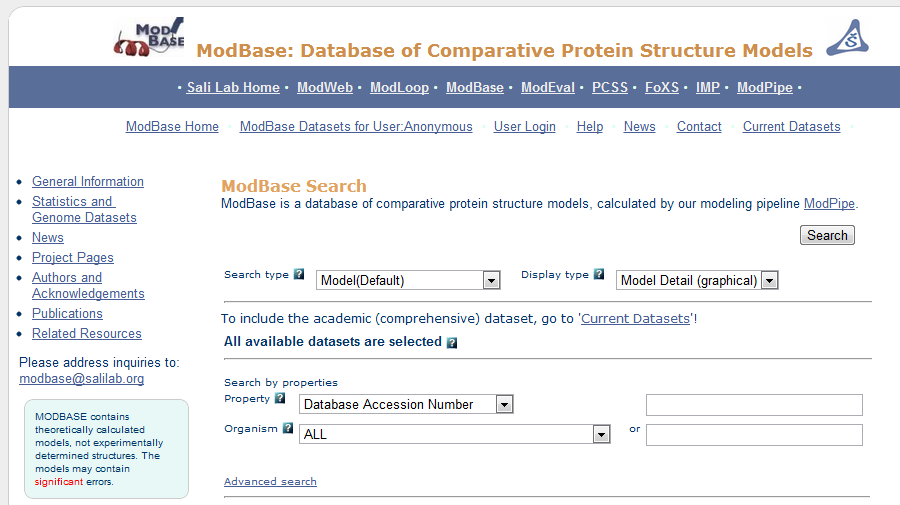 MOD
BASE
ModBase: Database of Comparative Protein Structure Models
• Sali Lab Home • ModWeb • ModLoop • ModBase • ModEval • PCSS • FoXS • IMP • ModPipe •
ModBase Home ModBase Datasets for User:Anonymous User Login Help News Contact Current Datasets
• General Information
• Statistics and
Genome Datasets
• News
• Project Pages
• Authors and
Acknowledgements
• Publications
• Related Resources
Please address inquiries to:
modbase@salilab.org
MODBASE contains
theoretically calculated
models, not experimentally
determined structures. The
models may contain
significant errors.
ModBase Search
ModBase is a database of comparative protein structure models, calculated by our modeling pipeline ModPipe.
Search
Search type ? Model(Default) Display type ? Model Detail (graphical)
To include the academic (comprehensive) dataset, go to 'Current Datasets'!
All available datasets are selected ?
Search by properties
Property ? Database Accession Number
Organism ? ALL or
Advanced search